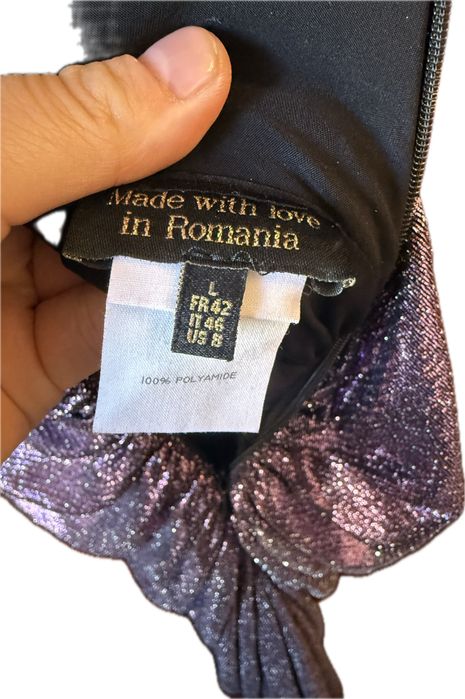 Made with love
in Romania
L
FR 42
IT 46
US 8
100% POLYAMIDE